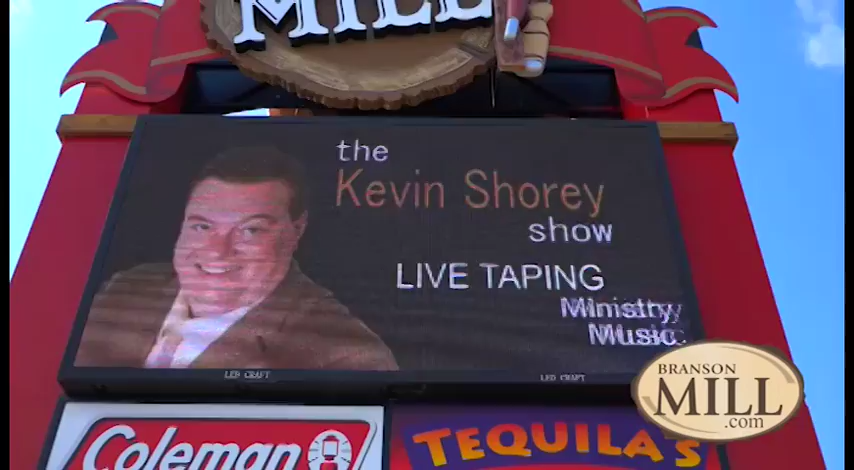 MILL
the
Kevin Shorey
show
LIVE TAPING
Ministry
Music
LED CRAFT
LED CRAFT
BRANSON
MILL
.com
Coleman
TEQUILA'S